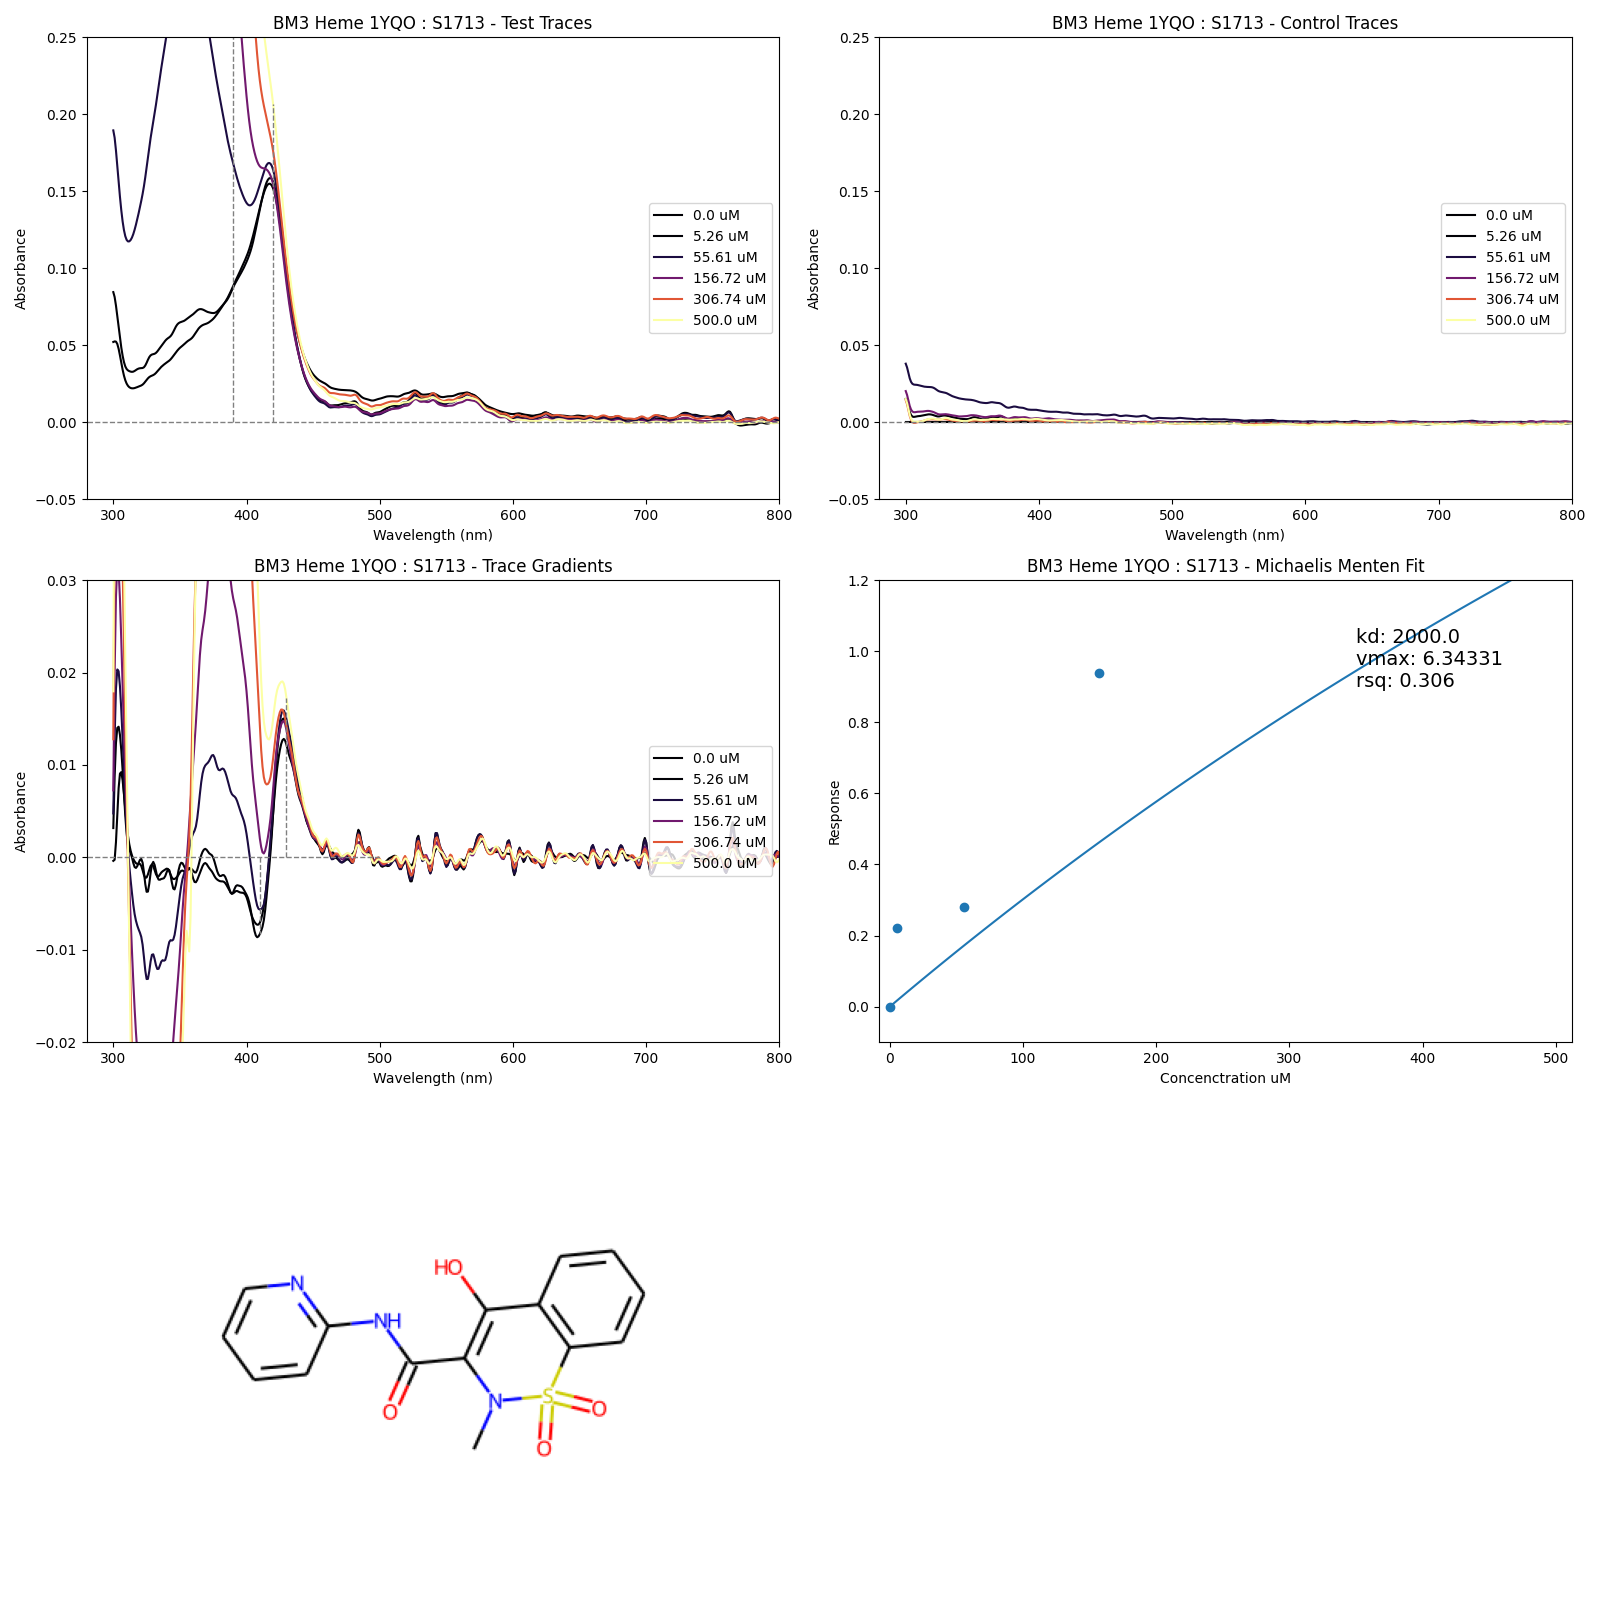 BM3 Heme 1YQO : S1713 - Test Traces
0.25
0.20
0.15
0.10
0.05
0.00
−0.05
Absorbance
0.0 uM
5.26 uM
55.61 uM
156.72 uM
306.74 uM
500.0 uM
300 400 500 600 700 800
Wavelength (nm)
BM3 Heme 1YQO : S1713 - Control Traces
0.25
0.20
0.15
0.10
0.05
0.00
−0.05
Absorbance
0.0 uM
5.26 uM
55.61 uM
156.72 uM
306.74 uM
500.0 uM
300 400 500 600 700 800
Wavelength (nm)
BM3 Heme 1YQO : S1713 - Trace Gradients
0.03
0.02
0.01
0.00
−0.01
−0.02
Absorbance
0.0 uM
5.26 uM
55.61 uM
156.72 uM
306.74 uM
500.0 uM
300 400 500 600 700 800
Wavelength (nm)
BM3 Heme 1YQO : S1713 - Michaelis Menten Fit
1.2
1.0
0.8
0.6
0.4
0.2
0.0
Response
kd: 2000.0
vmax: 6.34331
rsq: 0.306
0 100 200 300 400 500
Concenctration uM
HO
N
NH
O
N
S
O
O